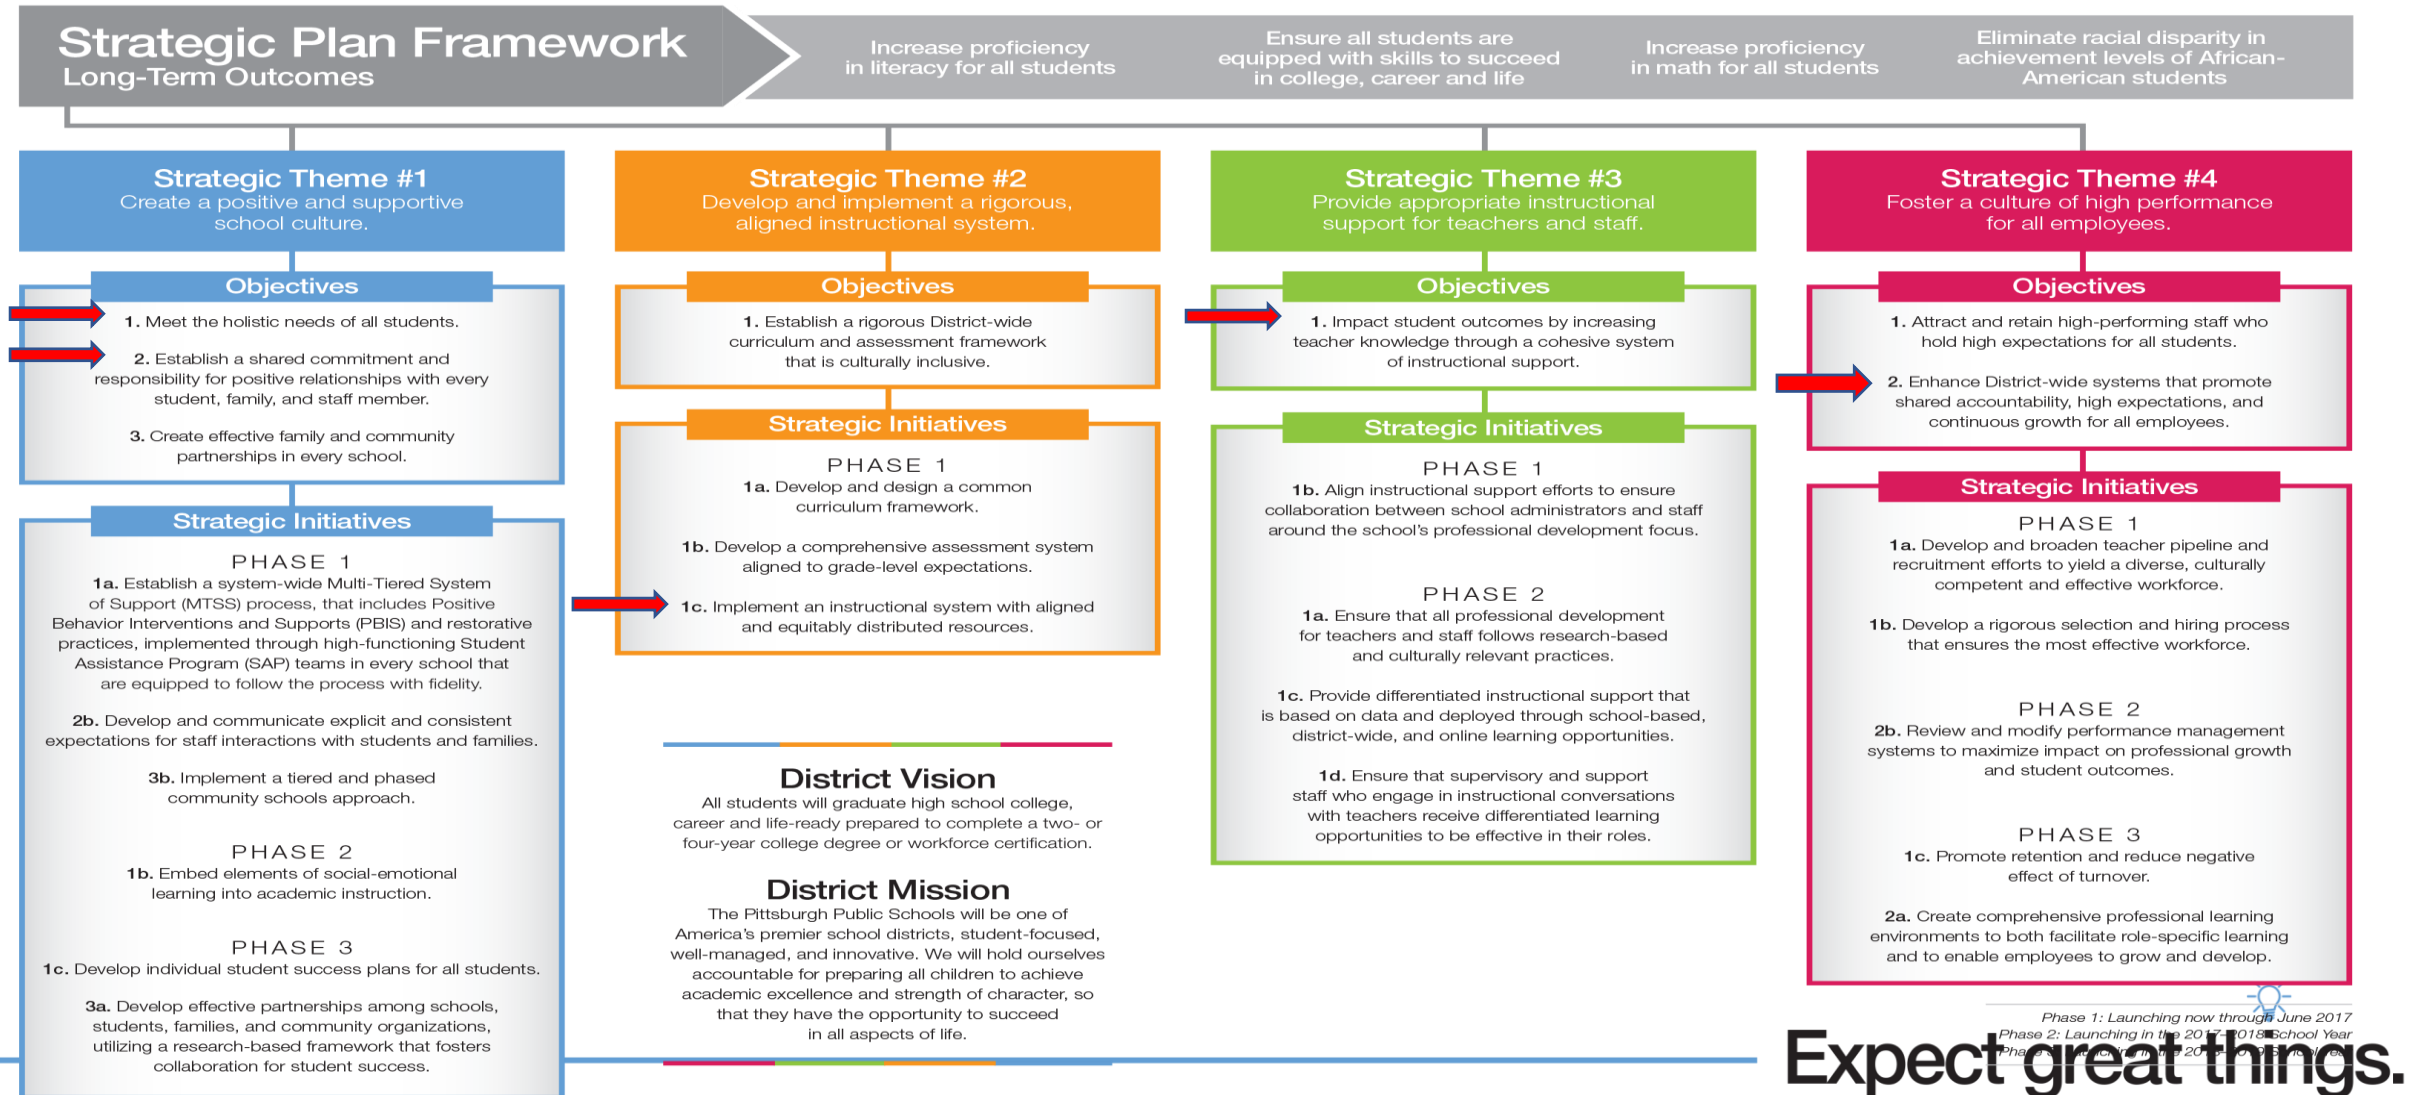 Strategic Plan Framework
Long-Term Outcomes
Increase proficiency
in literacy for all students
Ensure all students are
equipped with skills to succeed
in college, career and life
Increase proficiency
in math for all students
Eliminate racial disparity in
achievement levels of African-
American students
Strategic Theme #1
Create a positive and supportive
school culture.
Objectives
1. Meet the holistic needs of all students.
2. Establish a shared commitment and
responsibility for positive relationships with every
student, family, and staff member.
3. Create effective family and community
partnerships in every school.
Strategic Initiatives
PHASE 1
1a. Establish a system-wide Multi-Tiered System
of Support (MTSS) process, that includes Positive
Behavior Interventions and Supports (PBIS) and restorative
practices, implemented through high-functioning Student
Assistance Program (SAP) teams in every school that
are equipped to follow the process with fidelity.
2b. Develop and communicate explicit and consistent
expectations for staff interactions with students and families.
3b. Implement a tiered and phased
community schools approach.
PHASE 2
1b. Embed elements of social-emotional
learning into academic instruction.
PHASE 3
1c. Develop individual student success plans for all students.
3a. Develop effective partnerships among schools,
students, families, and community organizations,
utilizing a research-based framework that fosters
collaboration for student success.
Strategic Theme #2
Develop and implement a rigorous,
aligned instructional system.
Objectives
1. Establish a rigorous District-wide
curriculum and assessment framework
that is culturally inclusive.
Strategic Initiatives
PHASE 1
1a. Develop and design a common
curriculum framework.
1b. Develop a comprehensive assessment system
aligned to grade-level expectations.
1c. Implement an instructional system with aligned
and equitably distributed resources.
District Vision
All students will graduate high school college,
career and life-ready prepared to complete a two- or
four-year college degree or workforce certification.
District Mission
The Pittsburgh Public Schools will be one of
America's premier school districts, student-focused,
well-managed, and innovative. We will hold ourselves
accountable for preparing all children to achieve
academic excellence and strength of character, so
that they have the opportunity to succeed
in all aspects of life.
Strategic Theme #3
Provide appropriate instructional
support for teachers and staff.
Objectives
1. Impact student outcomes by increasing
teacher knowledge through a cohesive system
of instructional support.
Strategic Initiatives
PHASE 1
1b. Align instructional support efforts to ensure
collaboration between school administrators and staff
around the school's professional development focus.
PHASE 2
1a. Ensure that all professional development
for teachers and staff follows research-based
and culturally relevant practices.
1c. Provide differentiated instructional support that
is based on data and deployed through school-based,
district-wide, and online learning opportunities.
1d. Ensure that supervisory and support
staff who engage in instructional conversations
with teachers receive differentiated learning
opportunities to be effective in their roles.
Strategic Theme #4
Foster a culture of high performance
for all employees.
Objectives
1. Attract and retain high-performing staff who
hold high expectations for all students.
2. Enhance District-wide systems that promote
shared accountability, high expectations, and
continuous growth for all employees.
Strategic Initiatives
PHASE 1
1a. Develop and broaden teacher pipeline and
recruitment efforts to yield a diverse, culturally
competent and effective workforce.
1b. Develop a rigorous selection and hiring process
that ensures the most effective workforce.
PHASE 2
2b. Review and modify performance management
systems to maximize impact on professional growth
and student outcomes.
PHASE 3
1c. Promote retention and reduce negative
effect of turnover.
2a. Create comprehensive professional learning
environments to both facilitate role-specific learning
and to enable employees to grow and develop.
Phase 1: Launching now through June 2017
Phase 2: Launching in the 2017–2018 School Year
Expect great things.